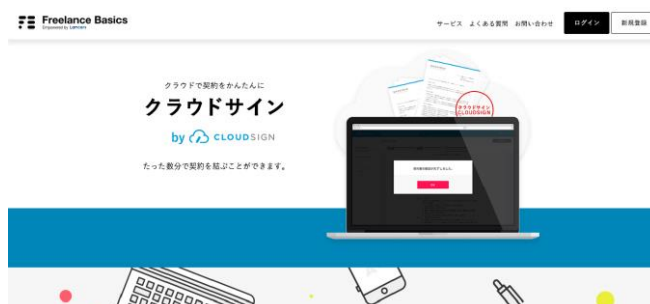 Freelance Basics
Empowered by Lancers
サービス よくある質問 お問い合わせ ログイン 新規登録
クラウドで契約をかんたんに
クラウドサイン
by CLOUDSIGN
たった数分で契約を結ぶことができます。
クラウドサイン
CLOUDSIGN